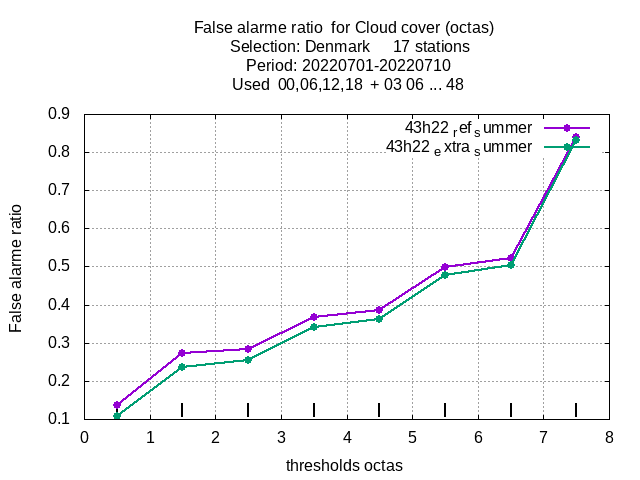 False alarme ratio  for Cloud cover (octas)
Selection: Denmark     17 stations
Period: 20220701-20220710
Used  00,06,12,18  + 03 06 ... 48
43h22 ref summer
43h22 extra summer
False alarme ratio
0.9
0.8
0.7
0.6
0.5
0.4
0.3
0.2
0.1
0 1 2 3 4 5 6 7 8
thresholds octas